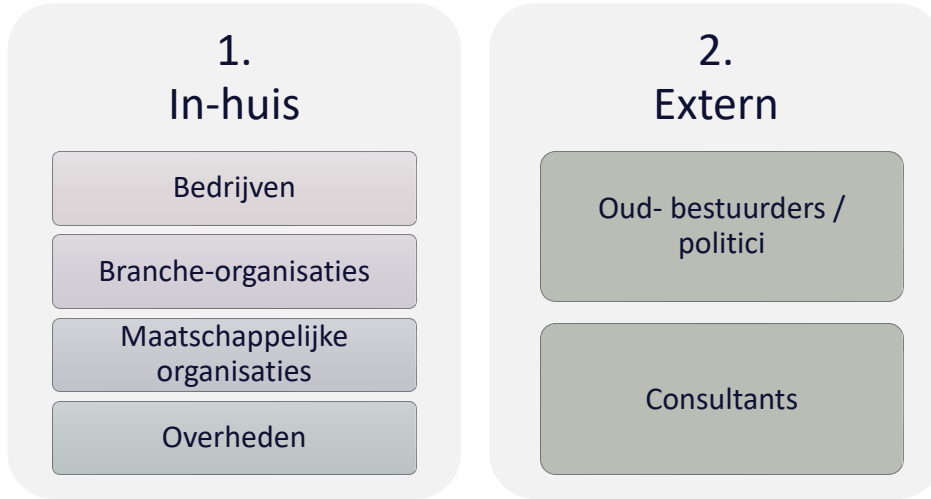 1.
In-huis
Bedrijven
Branche-organisaties
Maatschappelijke
organisaties
Overheden
2.
Extern
Oud- bestuurders /
politici
Consultants